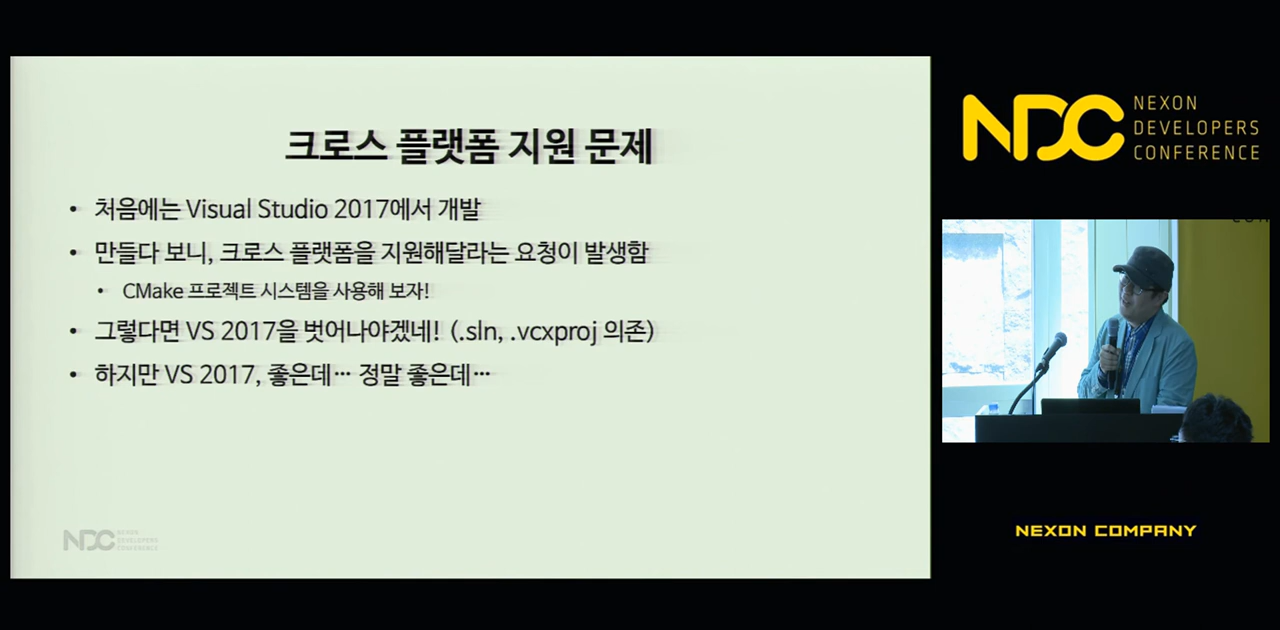 크로스 플랫폼 지원 문제
• 처음에는 Visual Studio 2017에서 개발
• 만들다 보니, 크로스 플랫폼을 지원해달라는 요청이 발생함
• CMake 프로젝트 시스템을 사용해 보자!
• 그렇다면 VS 2017을 벗어나야겠네! (.sln, .vcxproj 의존)
• 하지만 VS 2017, 좋은데… 정말 좋은데…
NDC NEXON
DEVELOPERS
CONFERENCE
NDC NEXON
DEVELOPERS
CONFERENCE
NEXON COMPANY